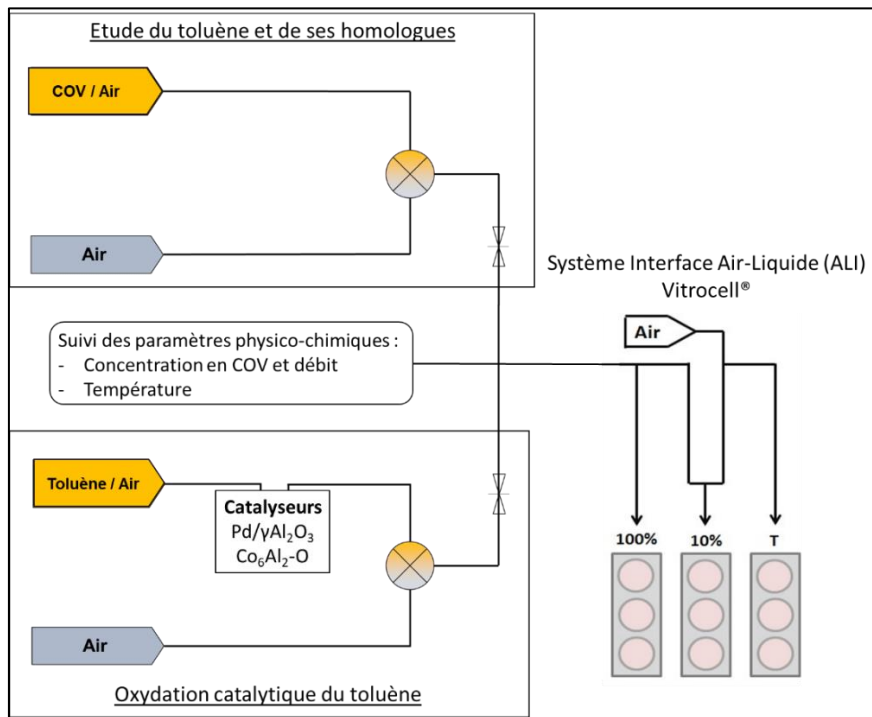 Etude du toluène et de ses homologues
COV / Air
Air
Système Interface Air-Liquide (ALI)
Vitrocell®
Air
Suivi des paramètres physico-chimiques :
- Concentration en COV et débit
- Température
Toluène / Air
Catalyseurs
Pd/γAl₂O₃
Co₆Al₂-O
100% 10% T
Air
Oxydation catalytique du toluène